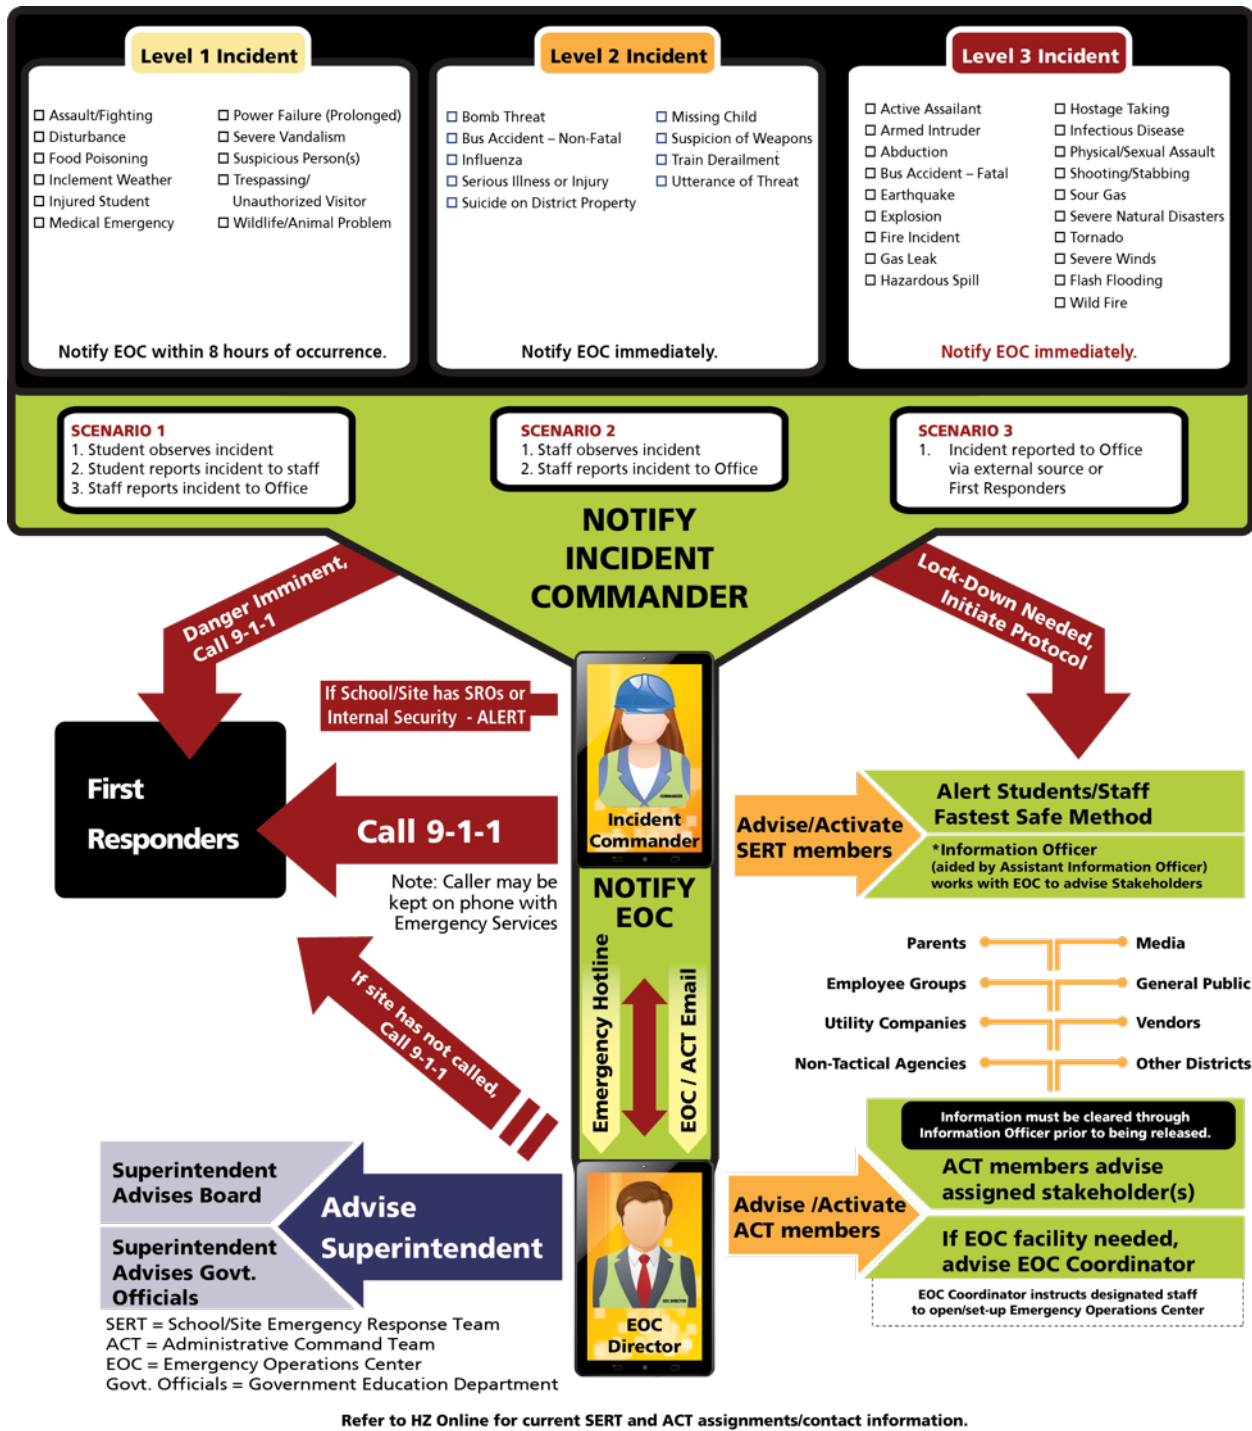 Level 1 Incident
Assault/Fighting
Disturbance
Food Poisoning
Inclement Weather
Injured Student
Medical Emergency
Power Failure (Prolonged)
Severe Vandalism
Suspicious Person(s)
Trespassing/
Unauthorized Visitor
Wildlife/Animal Problem
Notify EOC within 8 hours of occurrence.
Level 2 Incident
Bomb Threat
Bus Accident – Non-Fatal
Influenza
Serious Illness or Injury
Suicide on District Property
Missing Child
Suspicion of Weapons
Train Derailment
Utterance of Threat
Notify EOC immediately.
Level 3 Incident
Active Assailant
Armed Intruder
Abduction
Bus Accident – Fatal
Earthquake
Explosion
Fire Incident
Gas Leak
Hazardous Spill
Hostage Taking
Infectious Disease
Physical/Sexual Assault
Shooting/Stabbing
Sour Gas
Severe Natural Disasters
Tornado
Severe Winds
Flash Flooding
Wild Fire
Notify EOC immediately.
SCENARIO 1
1. Student observes incident
2. Student reports incident to staff
3. Staff reports incident to Office
SCENARIO 2
1. Staff observes incident
2. Staff reports incident to Office
SCENARIO 3
1. Incident reported to Office
via external source or
First Responders
NOTIFY
INCIDENT
COMMANDER
Danger Imminent,
Call 9-1-1
Lock-Down Needed,
Initiate Protocol
If School/Site has SROs or
Internal Security - ALERT
First
Responders
Call 9-1-1
Note: Caller may be
kept on phone with
Emergency Services
COMMANDER
Incident
Commander
Advise/Activate
SERT members
Alert Students/Staff
Fastest Safe Method
*Information Officer
(aided by Assistant Information Officer)
works with EOC to advise Stakeholders
NOTIFY
EOC
Emergency Hotline
EOC / ACT Email
If site has not called,
Call 9-1-1
Parents
Media
Employee Groups
General Public
Utility Companies
Vendors
Non-Tactical Agencies
Other Districts
Information must be cleared through
Information Officer prior to being released.
ACT members advise
assigned stakeholder(s)
Advise /Activate
ACT members
If EOC facility needed,
advise EOC Coordinator
EOC Coordinator instructs designated staff
to open/set-up Emergency Operations Center
Superintendent
Advises Board
Superintendent
Advises Govt.
Officials
Advise
Superintendent
EOC DIRECTOR
EOC
Director
SERT = School/Site Emergency Response Team
ACT = Administrative Command Team
EOC = Emergency Operations Center
Govt. Officials = Government Education Department
Refer to HZ Online for current SERT and ACT assignments/contact information.